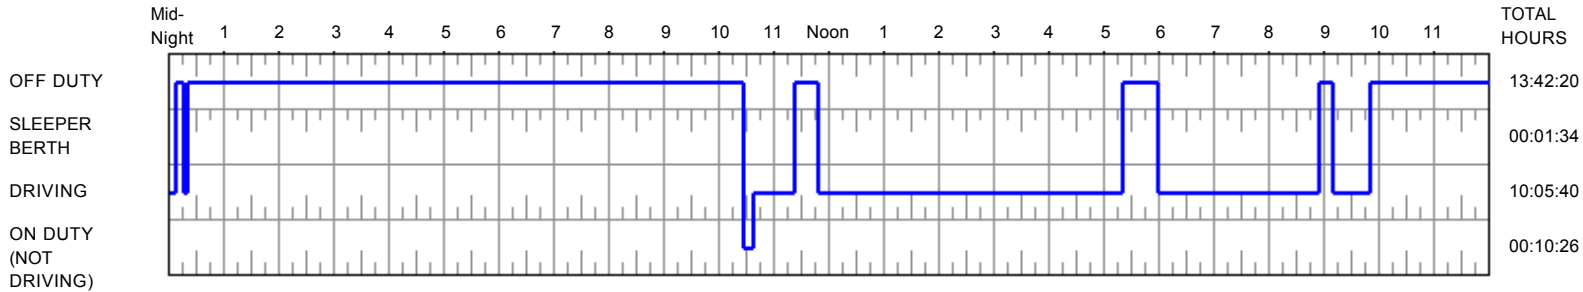 Mid-
Night 1 2 3 4 5 6 7 8 9 10 11 Noon 1 2 3 4 5 6 7 8 9 10 11
TOTAL
HOURS
OFF DUTY 13:42:20
SLEEPER
BERTH
00:01:34
DRIVING 10:05:40
ON DUTY
(NOT
DRIVING)
00:10:26